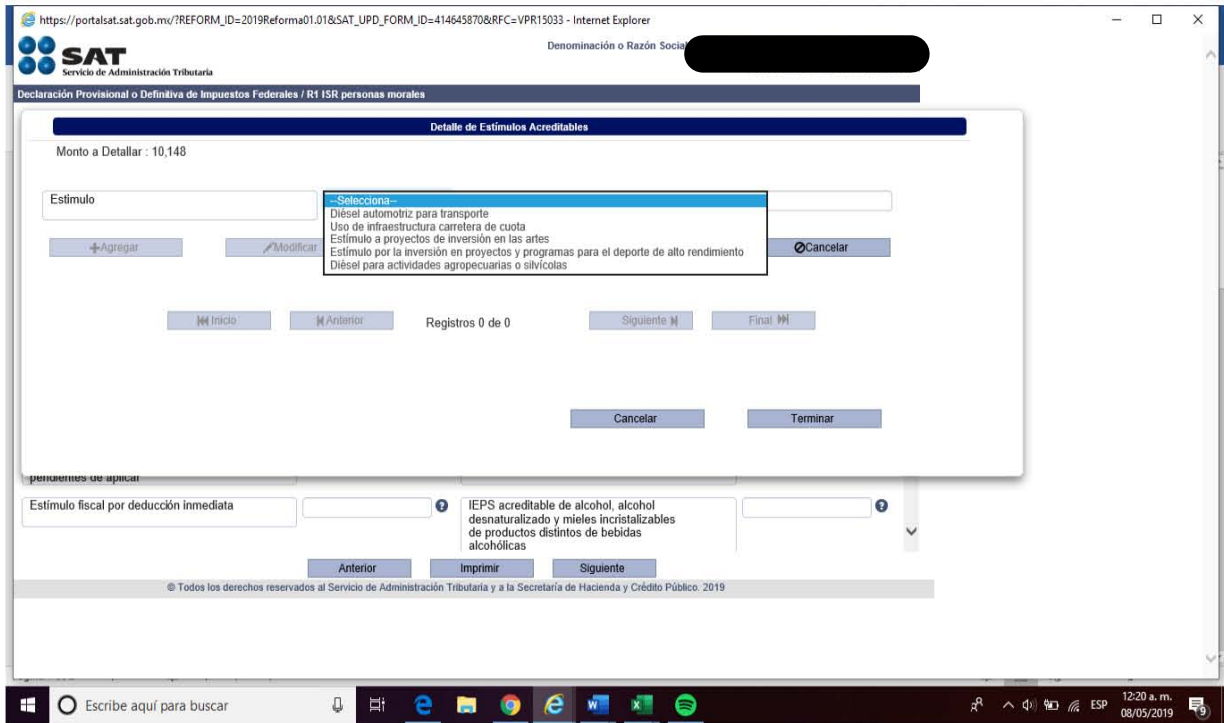 https://portalsat.sat.gob.mx/?REFORM_ID=2019Reforma01.01&SAT_UPD_FORM_ID=414645870&RFC=VPR15033 - Internet Explorer
SAT
Servicio de Administración Tributaria
Denominación o Razón Social
Declaración Provisional o Definitiva de Impuestos Federales / R1 ISR personas morales
Detalle de Estímulos Acreditables
Monto a Detallar : 10,148
Estímulo
--Selecciona--
Diésel automotriz para transporte
Uso de infraestructura carretera de cuota
Estímulo a proyectos de inversión en las artes
Estímulo por la inversión en proyectos y programas para el deporte de alto rendimiento
Diésel para actividades agropecuarias o silvícolas
Agregar
Modificar
Cancelar
Inicio
Anterior
Registros 0 de 0
Siguiente
Final
Cancelar
Terminar
pendientes de aplicar
Estímulo fiscal por deducción inmediata
IEPS acreditable de alcohol, alcohol
desnaturalizado y mieles incristalizables
de productos distintos de bebidas
alcohólicas
Anterior
Imprimir
Siguiente
© Todos los derechos reservados al Servicio de Administración Tributaria y a la Secretaría de Hacienda y Crédito Público. 2019
Escribe aquí para buscar
ESP
12:20 a. m.
08/05/2019
9